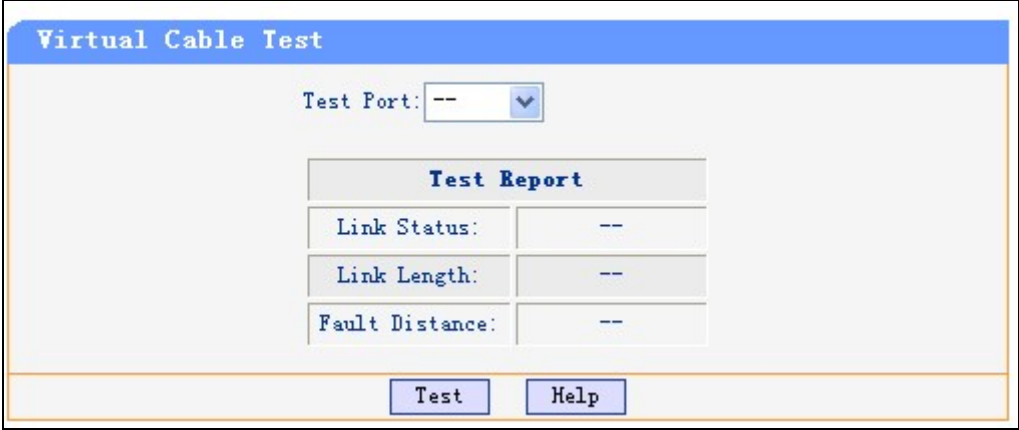 Virtual Cable Test
Test Port: --
Test Report
Link Status: --
Link Length: --
Fault Distance: --
Test Help